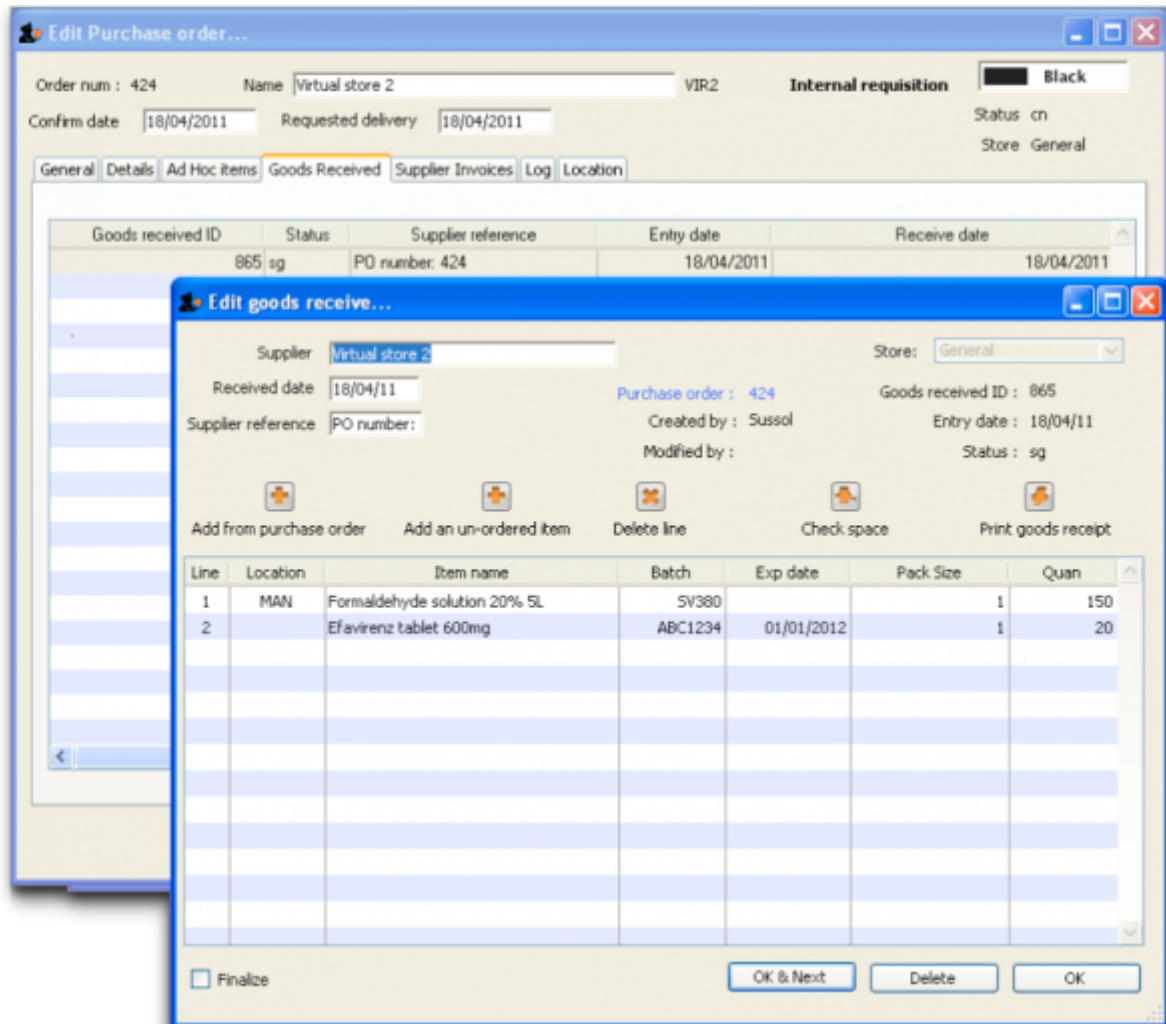 Edit Purchase order...
Order num : 424 Name Virtual store 2 VIR2 Internal requisition Black
Confirm date 18/04/2011 Requested delivery 18/04/2011 Status cn
Store General
General Details Ad Hoc items Goods Received Supplier Invoices Log Location
Goods received ID Status Supplier reference Entry date Receive date
865 sg PO number: 424 18/04/2011 18/04/2011
Edit goods receive...
Supplier Virtual store 2 Store: General
Received date 18/04/11 Purchase order : 424 Goods received ID : 865
Supplier reference PO number: Created by : Sussol Entry date : 18/04/11
Modified by : Status : sg
Add from purchase order Add an un-ordered item Delete line Check space Print goods receipt
Line Location Item name Batch Exp date Pack Size Quan
1 MAN Formaldehyde solution 20% 5L SV380 1 150
2 Efavirenz tablet 600mg ABC1234 01/01/2012 1 20
Finalize OK & Next Delete OK